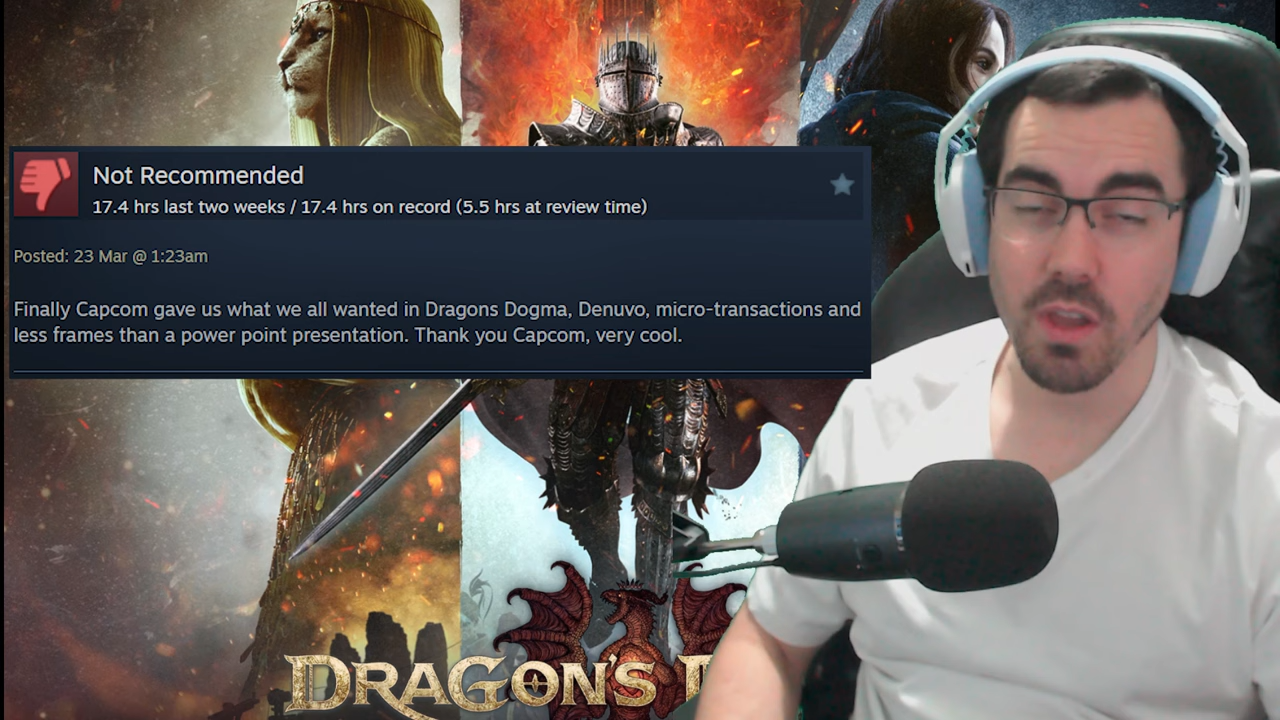 Not Recommended
17.4 hrs last two weeks / 17.4 hrs on record (5.5 hrs at review time)
Posted: 23 Mar @ 1:23am
Finally Capcom gave us what we all wanted in Dragons Dogma, Denuvo, micro-transactions and
less frames than a power point presentation. Thank you Capcom, very cool.
DRAGON'S